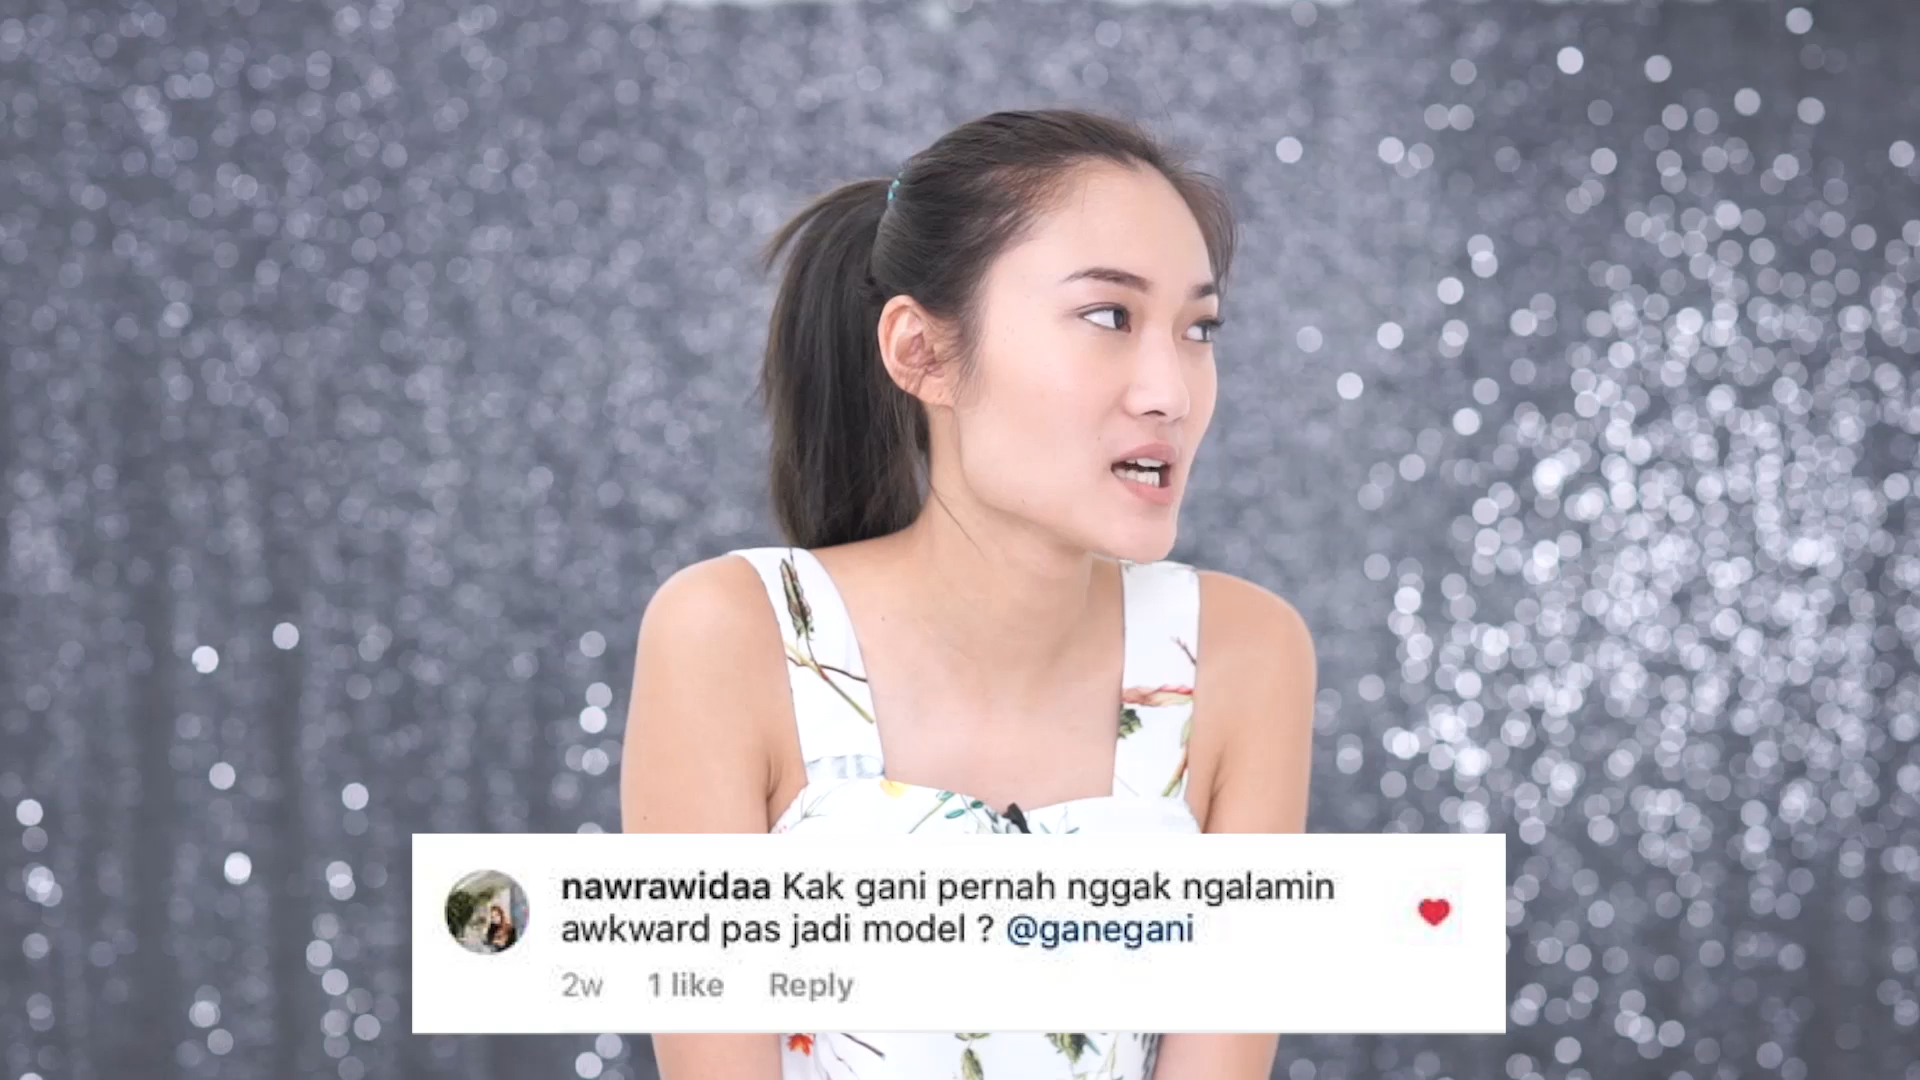 nawrawidaa Kak gani pernah nggak ngalamin
awkward pas jadi model ? @ganegani
2w 1 like Reply